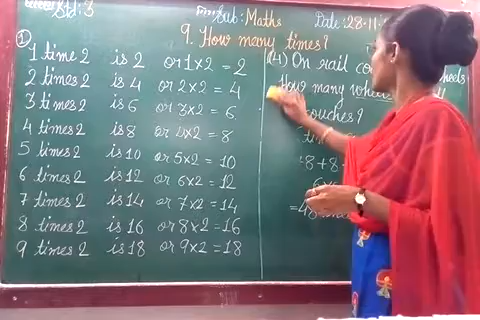 Std: 3
Sub: Maths
Date: 28-11-
9. How many times?
①
1 time 2 is 2 or 1×2 = 2
2 times 2 is 4 or 2×2 = 4
3 times 2 is 6 or 3×2 = 6
4 times 2 is 8 or 4×2 = 8
5 times 2 is 10 or 5×2 = 10
6 times 2 is 12 or 6×2 = 12
7 times 2 is 14 or 7×2 = 14
8 times 2 is 16 or 8×2 = 16
9 times 2 is 18 or 9×2 = 18
On rail
How many wheels
8+8
=48